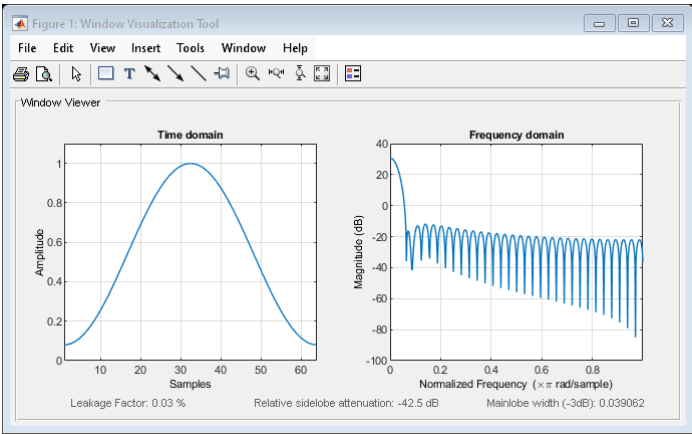 Figure 1: Window Visualization Tool
File Edit View Insert Tools Window Help
T
Window Viewer
Time domain
1
0.8
0.6
0.4
0.2
0
Amplitude
10 20 30 40 50 60
Samples
Frequency domain
40
20
0
-20
-40
-60
-80
-100
Magnitude (dB)
0 0.2 0.4 0.6 0.8
Normalized Frequency (×π rad/sample)
Leakage Factor: 0.03 % Relative sidelobe attenuation: -42.5 dB Mainlobe width (-3dB): 0.039062